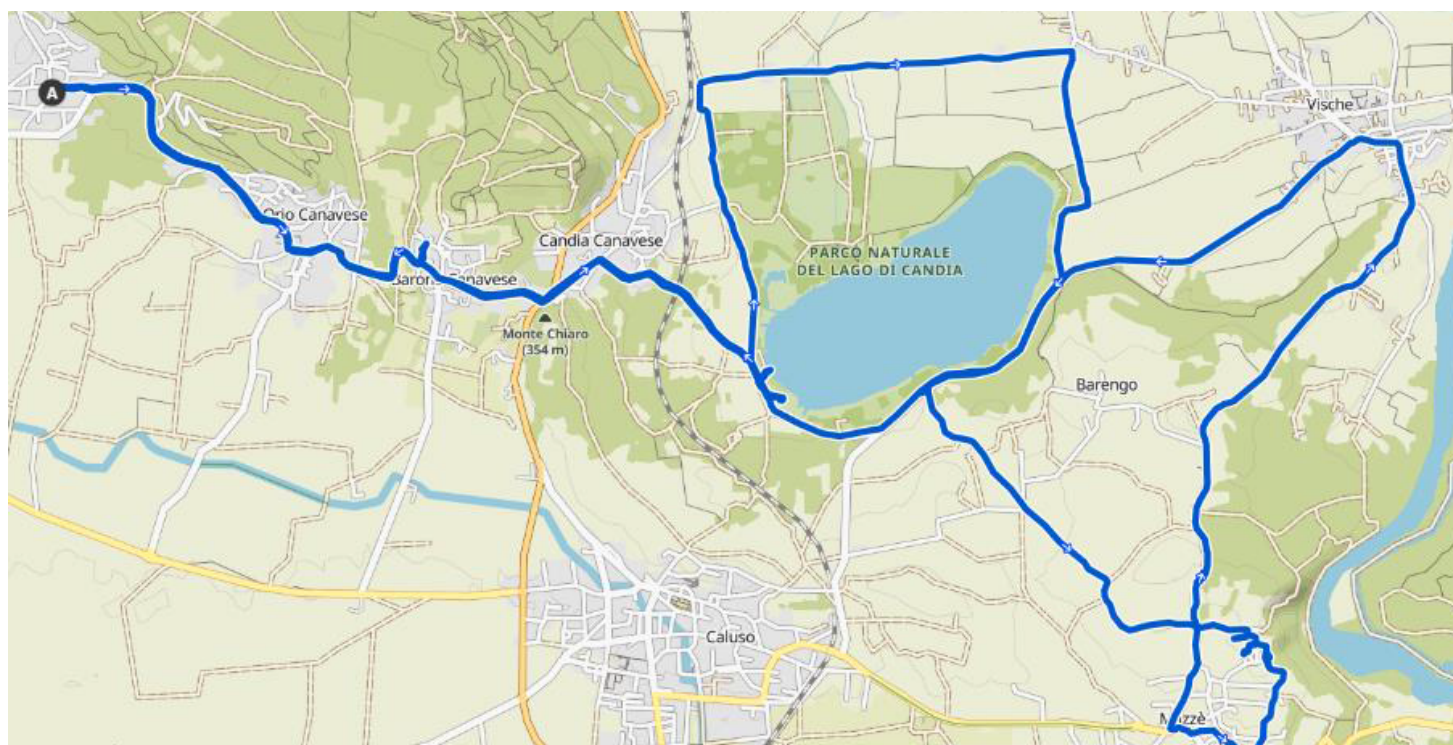 A
Vische
Orio Canavese
Candia Canavese
PARCO NATURALE
DEL LAGO DI CANDIA
Barone Canavese
Monte Chiaro
(354 m)
Barengo
Caluso
Mazzè